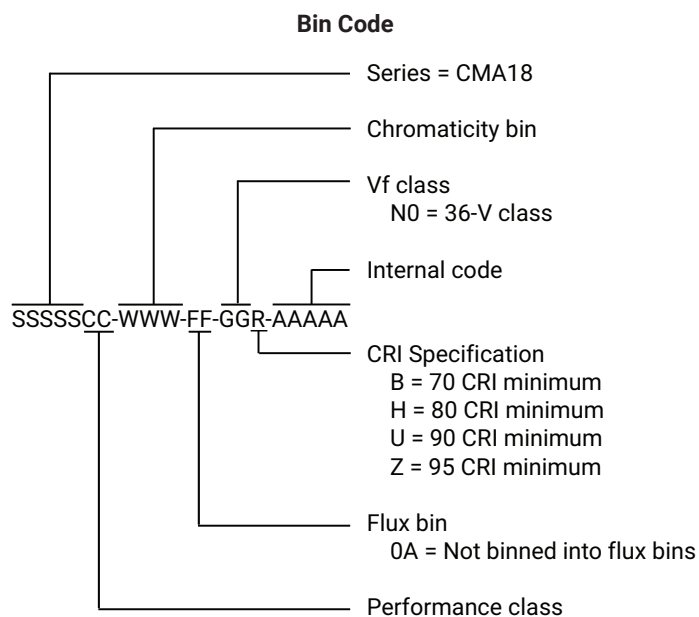 Bin Code
Series = CMA18
Chromaticity bin
Vf class
N0 = 36-V class
Internal code
SSSSSCC-WWW-FF-GGR-AAAAA
CRI Specification
B = 70 CRI minimum
H = 80 CRI minimum
U = 90 CRI minimum
Z = 95 CRI minimum
Flux bin
0A = Not binned into flux bins
Performance class